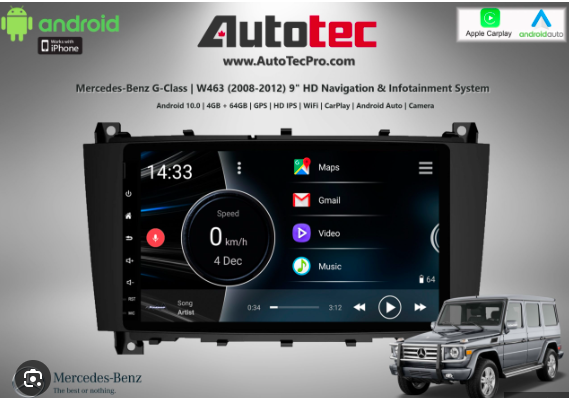 android
Works with
iPhone
Autotec
www.AutoTecPro.com
Apple Carplay
androidauto
Mercedes-Benz G-Class | W463 (2008-2012) 9" HD Navigation & Infotainment System
Android 10.0 | 4GB + 64GB | GPS | HD IPS | WiFi | CarPlay | Android Auto | Camera
14:33
Maps
Gmail
Video
Music
Speed
0 km/h
4 Dec
64
Song
Artist
0:34
3:12
RST
MIC
Mercedes-Benz
The best or nothing.